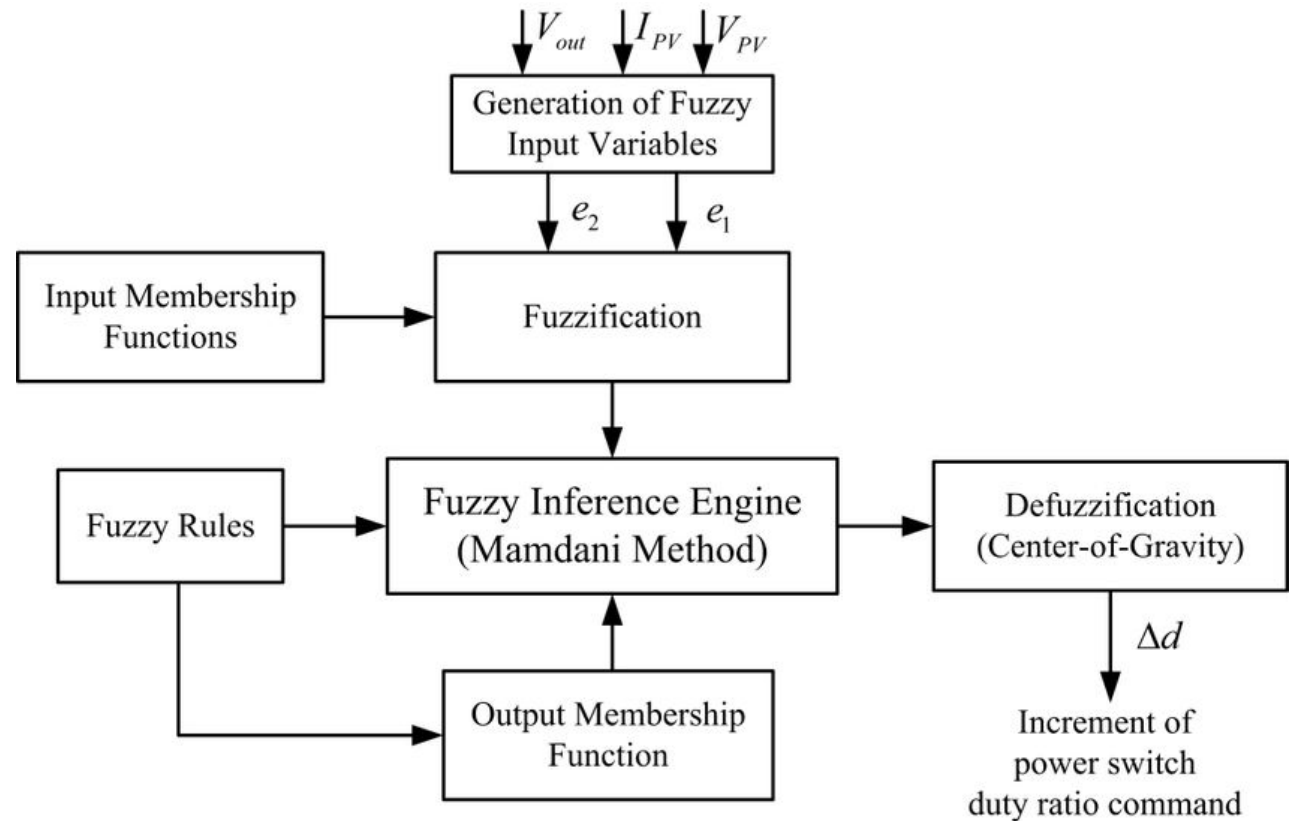 V_out I_PV V_PV
Generation of Fuzzy
Input Variables
e_2 e_1
Input Membership
Functions
Fuzzification
Fuzzy Rules
Fuzzy Inference Engine
(Mamdani Method)
Defuzzification
(Center-of-Gravity)
Δd
Output Membership
Function
Increment of
power switch
duty ratio command